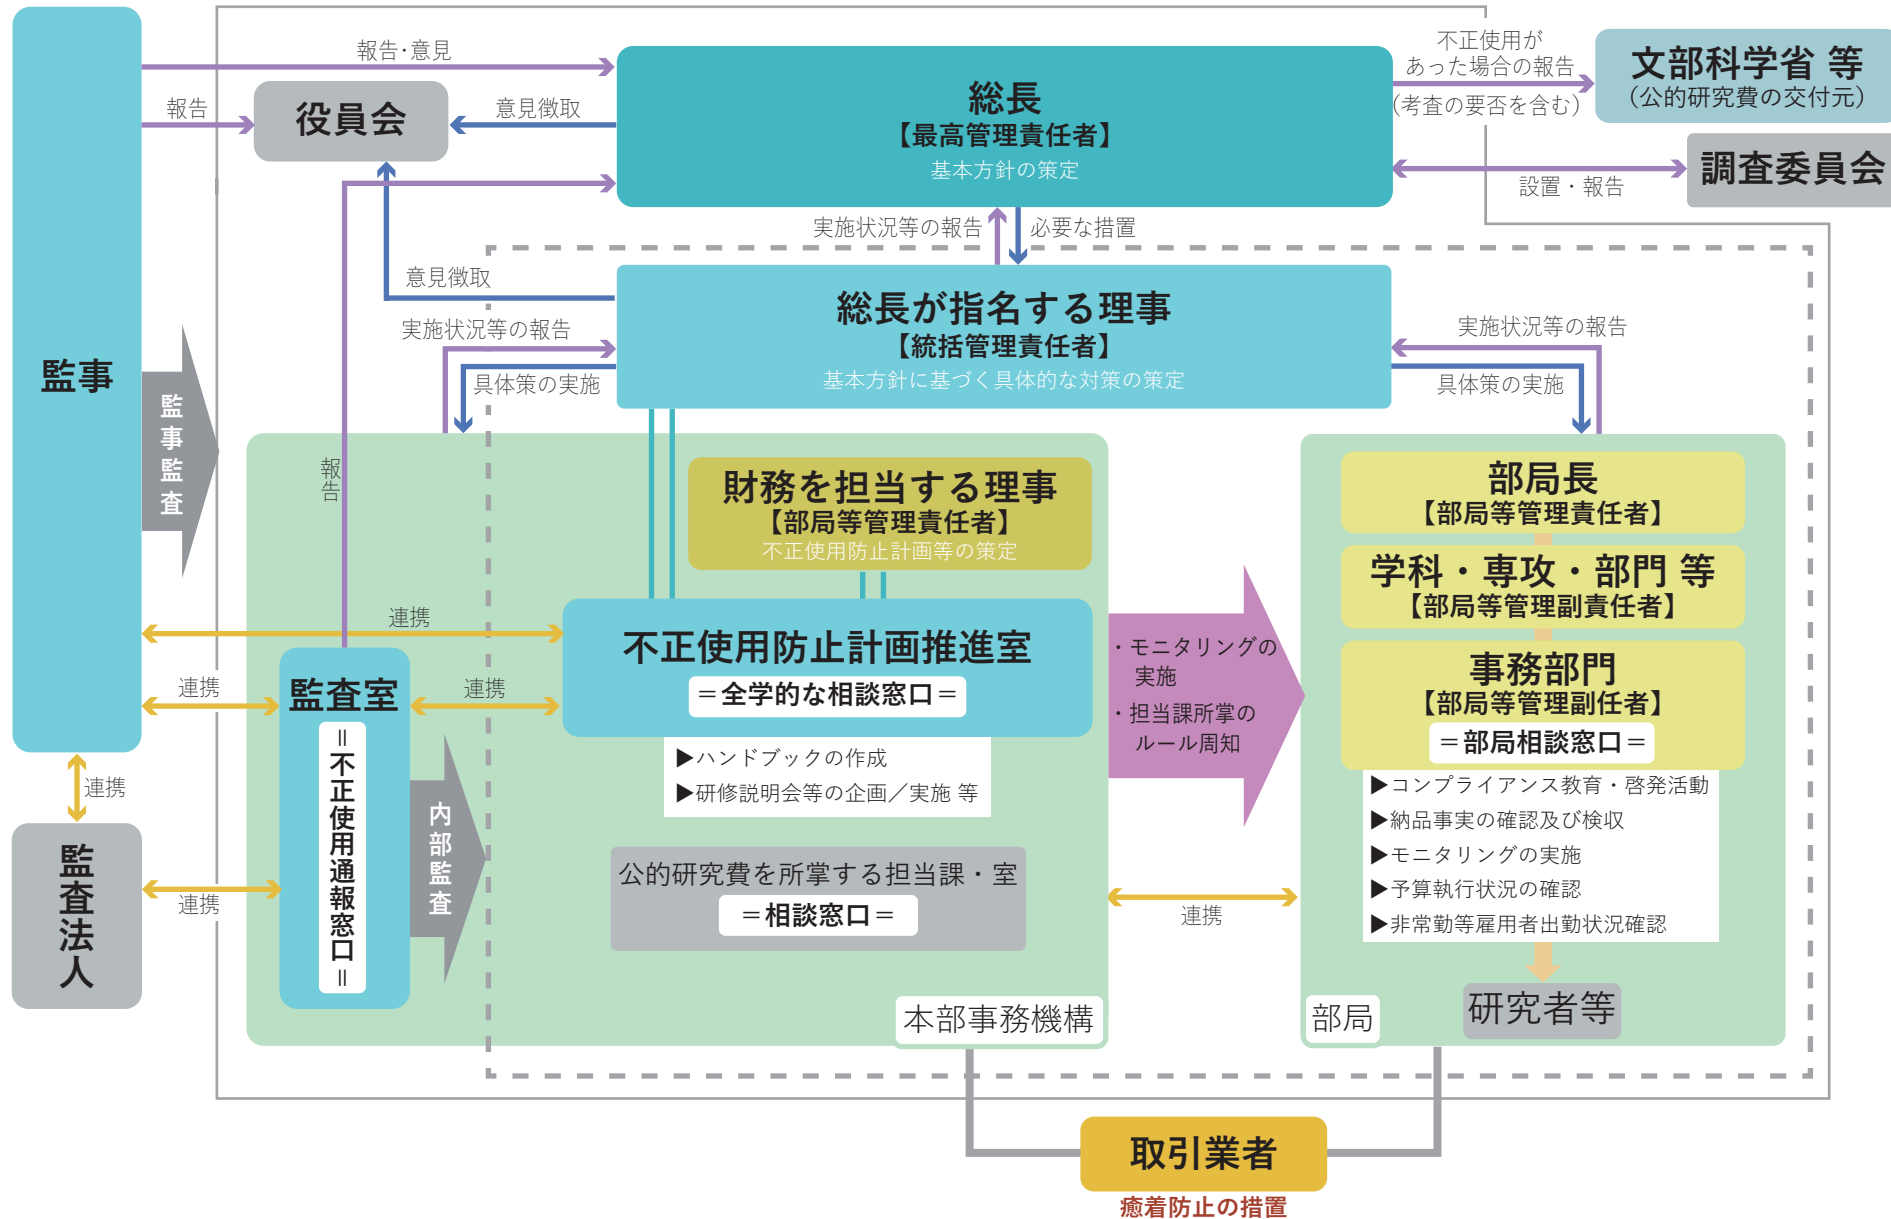 監事
監事監査
報告・意見
報告
役員会
意見徴取
総長
【最高管理責任者】
基本方針の策定
不正使用が
あった場合の報告
（考査の要否を含む）
文部科学省 等
（公的研究費の交付元）
調査委員会
設置・報告
実施状況等の報告
必要な措置
意見徴取
総長が指名する理事
【統括管理責任者】
基本方針に基づく具体的な対策の策定
実施状況等の報告
具体策の実施
実施状況等の報告
具体策の実施
報告
財務を担当する理事
【部局等管理責任者】
不正使用防止計画等の策定
連携
不正使用防止計画推進室
＝全学的な相談窓口＝
▶ハンドブックの作成
▶研修説明会等の企画／実施 等
連携
監査室
＝不正使用通報窓口＝
連携
内部監査
公的研究費を所掌する担当課・室
＝相談窓口＝
本部事務機構
・モニタリングの
実施
・担当課所掌の
ルール周知
連携
部局長
【部局等管理責任者】
学科・専攻・部門 等
【部局等管理副責任者】
事務部門
【部局等管理副任者】
＝部局相談窓口＝
▶コンプライアンス教育・啓発活動
▶納品事実の確認及び検収
▶モニタリングの実施
▶予算執行状況の確認
▶非常勤等雇用者出勤状況確認
研究者等
部局
連携
監査法人
連携
取引業者
癒着防止の措置